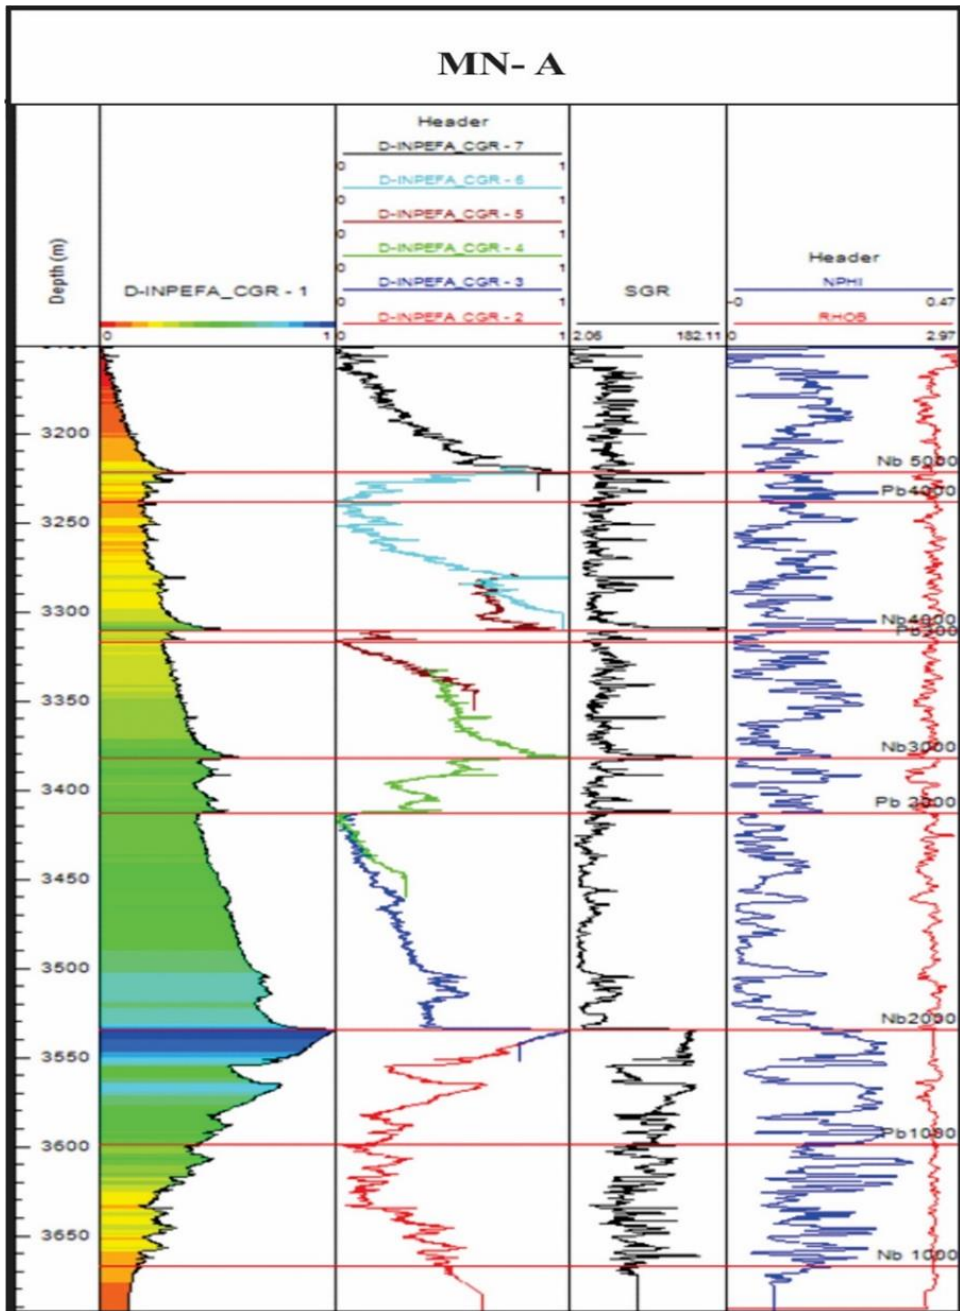 MN- A
Header
D-INPEFA_CGR - 7
0 1
D-INPEFA_CGR - 6
0 1
D-INPEFA_CGR - 5
0 1
D-INPEFA_CGR - 4
0 1
D-INPEFA_CGR - 3
0 1
D-INPEFA_CGR - 2
0 1
Depth (m)
D-INPEFA_CGR - 1
0 1
SGR
2.06 182.11
Header
NPHI
-0 0.47
RHOB
0 2.97
3200
3250
3300
3350
3400
3450
3500
3550
3600
3650
Nb 5000
Pb4000
Nb4000
Nb3000
Pb 2000
Nb2000
Pb1000
Nb 1000